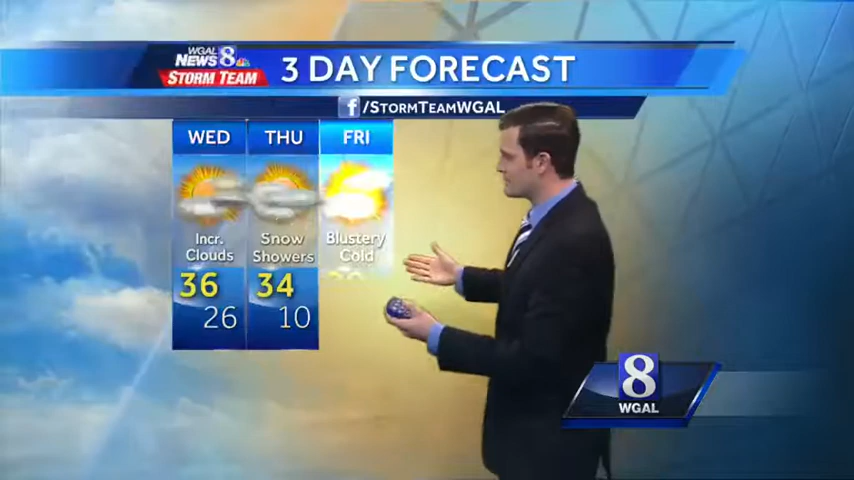 WGAL
NEWS 8
STORM TEAM
3 DAY FORECAST
f /STORMTEAMWGAL
WED THU FRI
Incr. Clouds
Snow Showers
Blustery Cold
36 34
26 10
8
WGAL